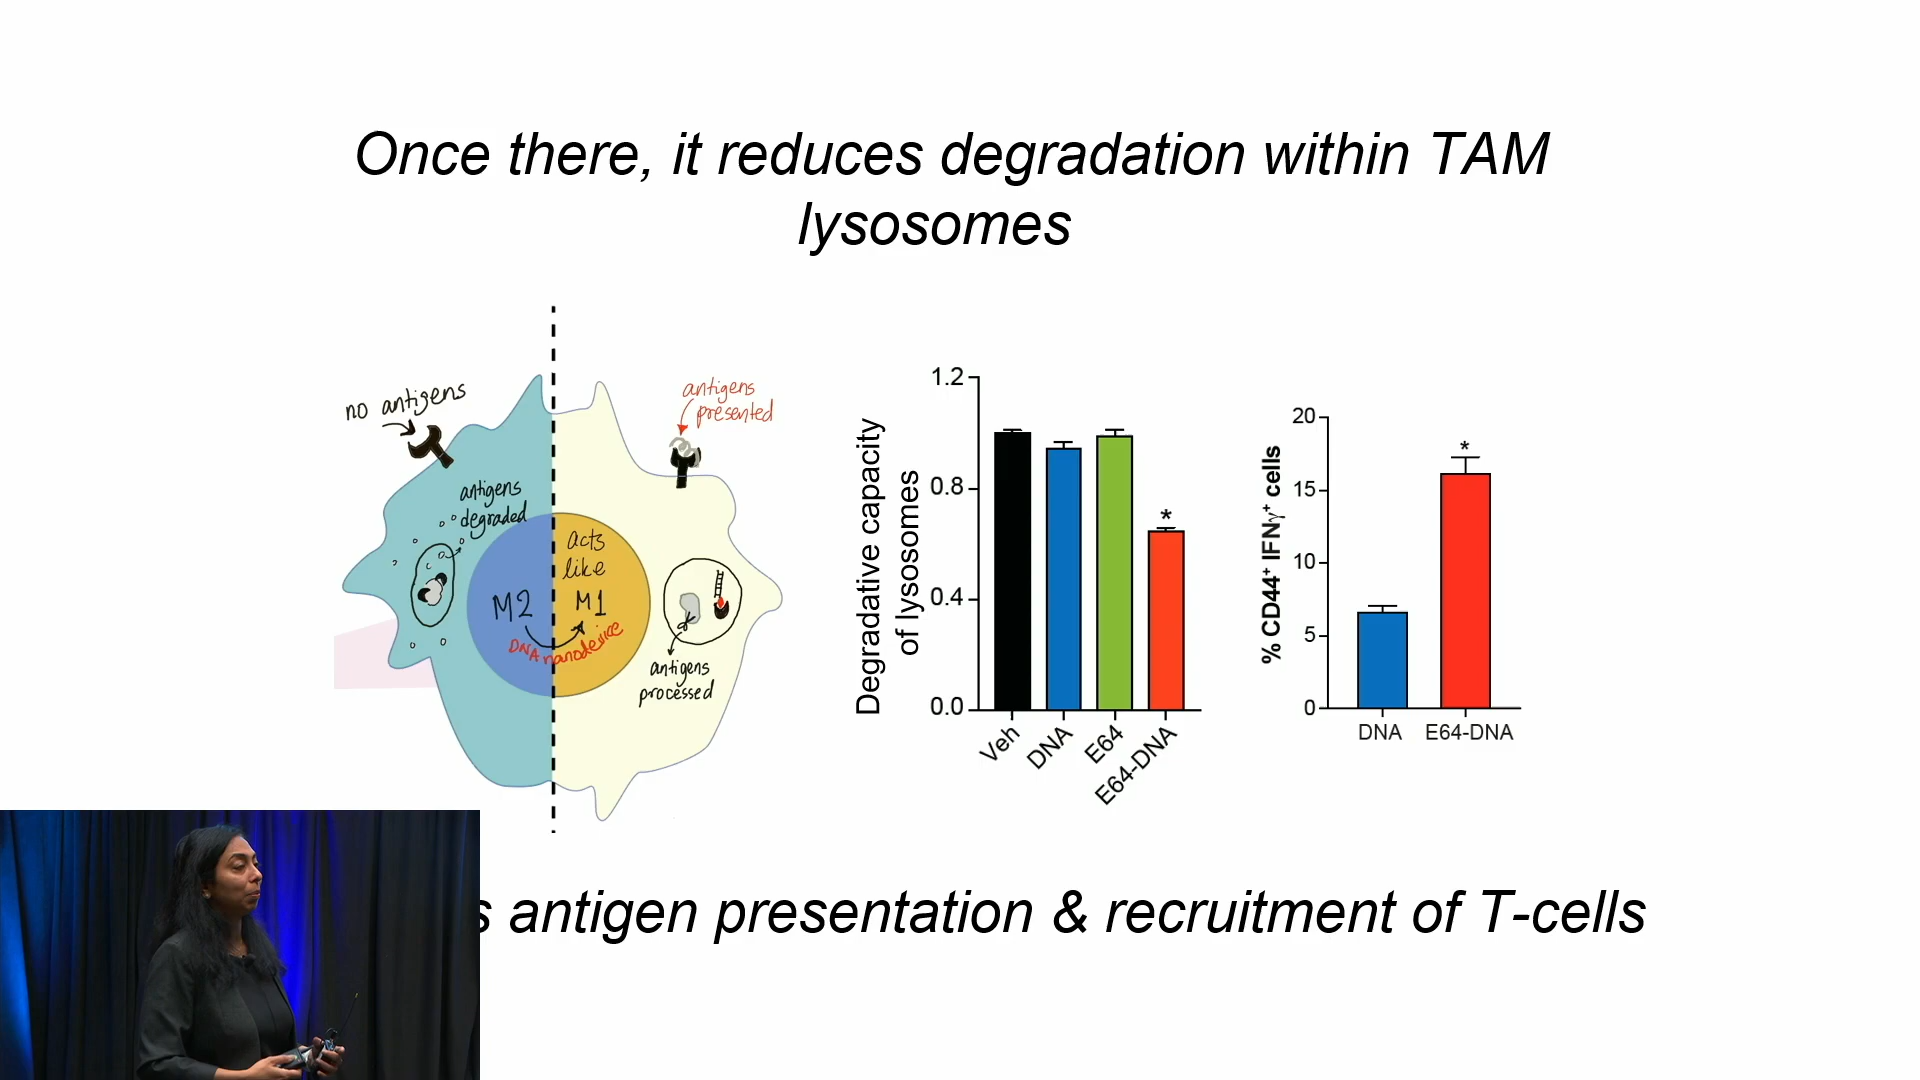 Once there, it reduces degradation within TAM
lysosomes
no antigens
antigens
presented
antigens
degraded
acts
like
M2
M1
DNA nanodevice
antigens
processed
Degradative capacity
of lysosomes
1.2
0.8
0.4
0.0
Veh
DNA
E64
E64-DNA
*
% CD44⁺ IFNγ⁺ cells
20
15
10
5
0
*
DNA
E64-DNA
antigen presentation & recruitment of T-cells